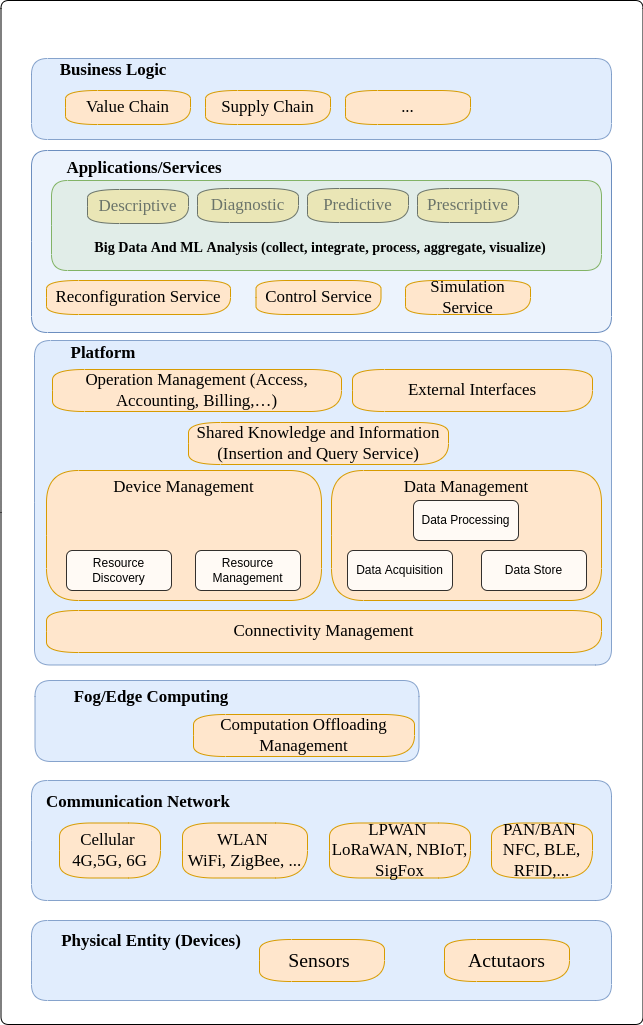 Business Logic
Value Chain
Supply Chain
...
Applications/Services
Descriptive
Diagnostic
Predictive
Prescriptive
Big Data And ML Analysis (collect, integrate, process, aggregate, visualize)
Reconfiguration Service
Control Service
Simulation
Service
Platform
Operation Management (Access,
Accounting, Billing,…)
External Interfaces
Shared Knowledge and Information
(Insertion and Query Service)
Device Management
Resource
Discovery
Resource
Management
Data Management
Data Processing
Data Acquisition
Data Store
Connectivity Management
Fog/Edge Computing
Computation Offloading
Management
Communication Network
Cellular
4G,5G, 6G
WLAN
WiFi, ZigBee, ...
LPWAN
LoRaWAN, NBIoT,
SigFox
PAN/BAN
NFC, BLE,
RFID,...
Physical Entity (Devices)
Sensors
Actutaors